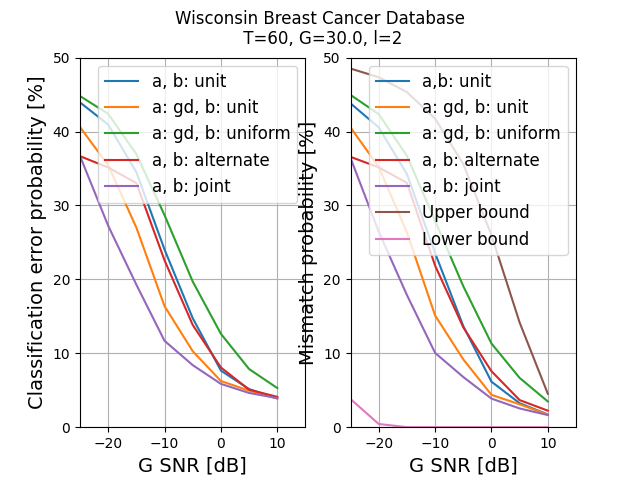 Wisconsin Breast Cancer Database
T=60, G=30.0, l=2
Classification error probability [%]
50
40
30
20
10
0
a, b: unit
a: gd, b: unit
a: gd, b: uniform
a, b: alternate
a, b: joint
−20
−10
0
10
G SNR [dB]
Mismatch probability [%]
50
40
30
20
10
0
a,b: unit
a: gd, b: unit
a: gd, b: uniform
a, b: alternate
a, b: joint
Upper bound
Lower bound
−20
−10
0
10
G SNR [dB]